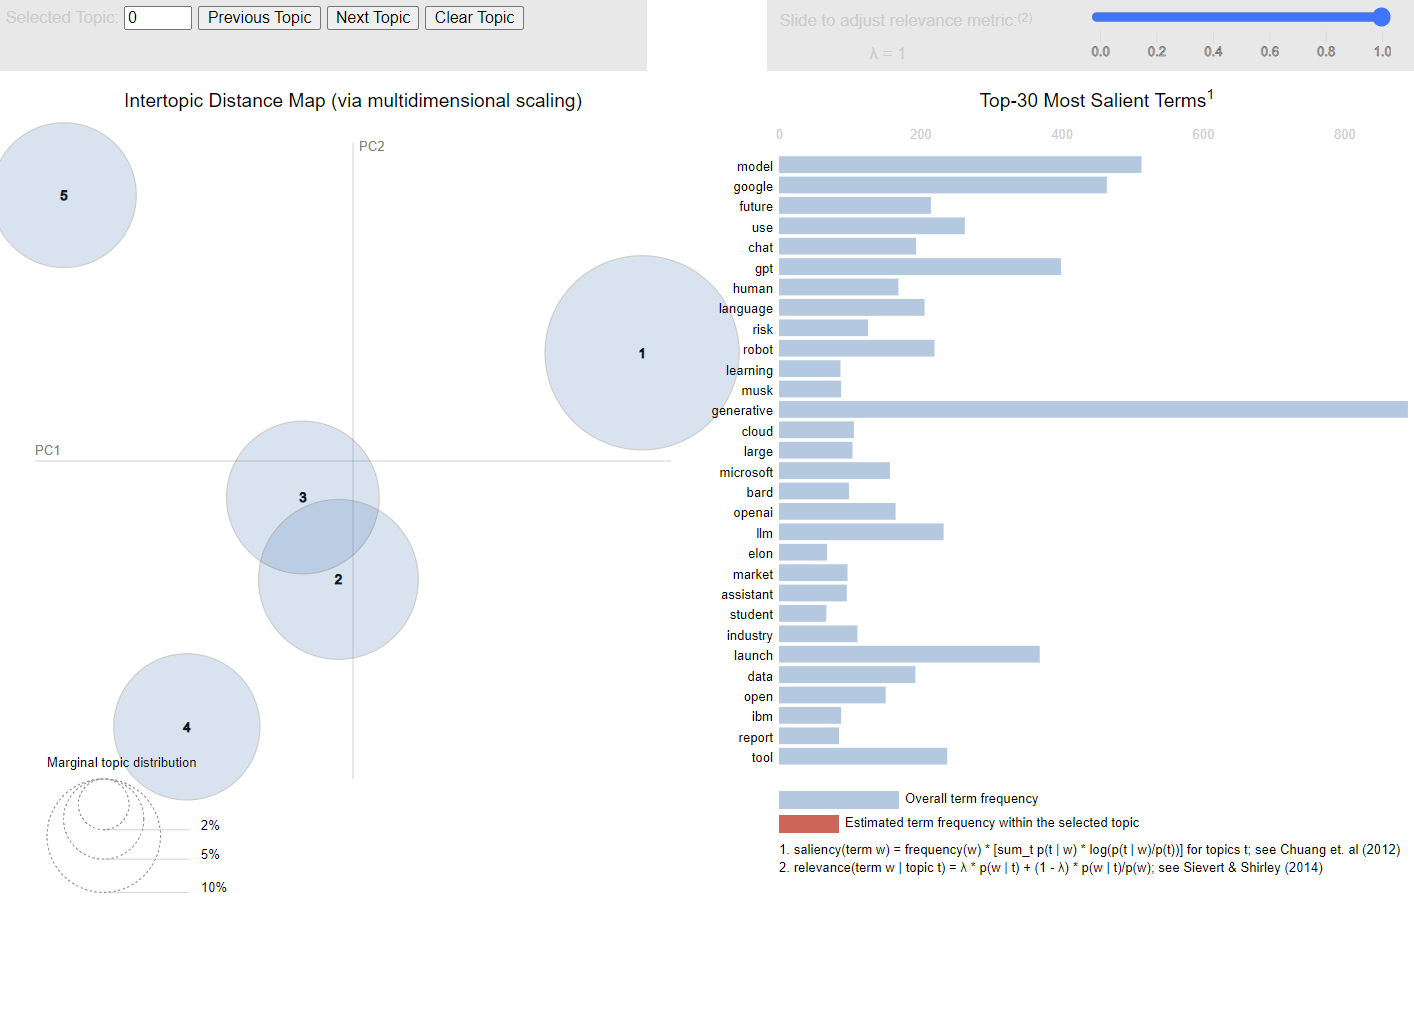 Selected Topic: 0 Previous Topic Next Topic Clear Topic
Slide to adjust relevance metric:(2)
λ = 1
0.0 0.2 0.4 0.6 0.8 1.0
Intertopic Distance Map (via multidimensional scaling)
PC2
PC1
5
1
3
2
4
Marginal topic distribution
2%
5%
10%
Top-30 Most Salient Terms1
0 200 400 600 800
model
google
future
use
chat
gpt
human
language
risk
robot
learning
musk
generative
cloud
large
microsoft
bard
openai
llm
elon
market
assistant
student
industry
launch
data
open
ibm
report
tool
Overall term frequency
Estimated term frequency within the selected topic
1. saliency(term w) = frequency(w) * [sum_t p(t | w) * log(p(t | w)/p(t))] for topics t; see Chuang et. al (2012)
2. relevance(term w | topic t) = λ * p(w | t) + (1 - λ) * p(w | t)/p(w); see Sievert & Shirley (2014)